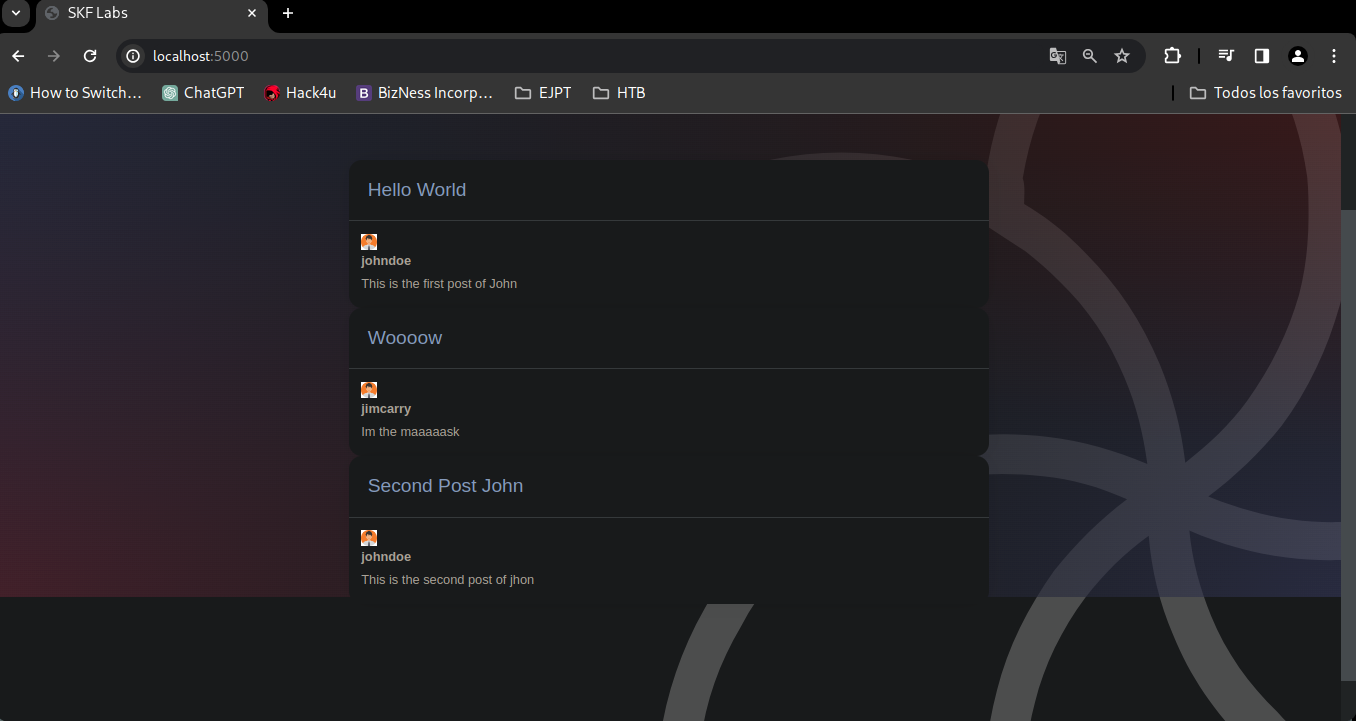 SKF Labs
localhost:5000
How to Switch...
ChatGPT
Hack4u
BizNess Incorp...
EJPT
HTB
Todos los favoritos
Hello World
johndoe
This is the first post of John
Woooow
jimcarry
Im the maaaaask
Second Post John
johndoe
This is the second post of jhon